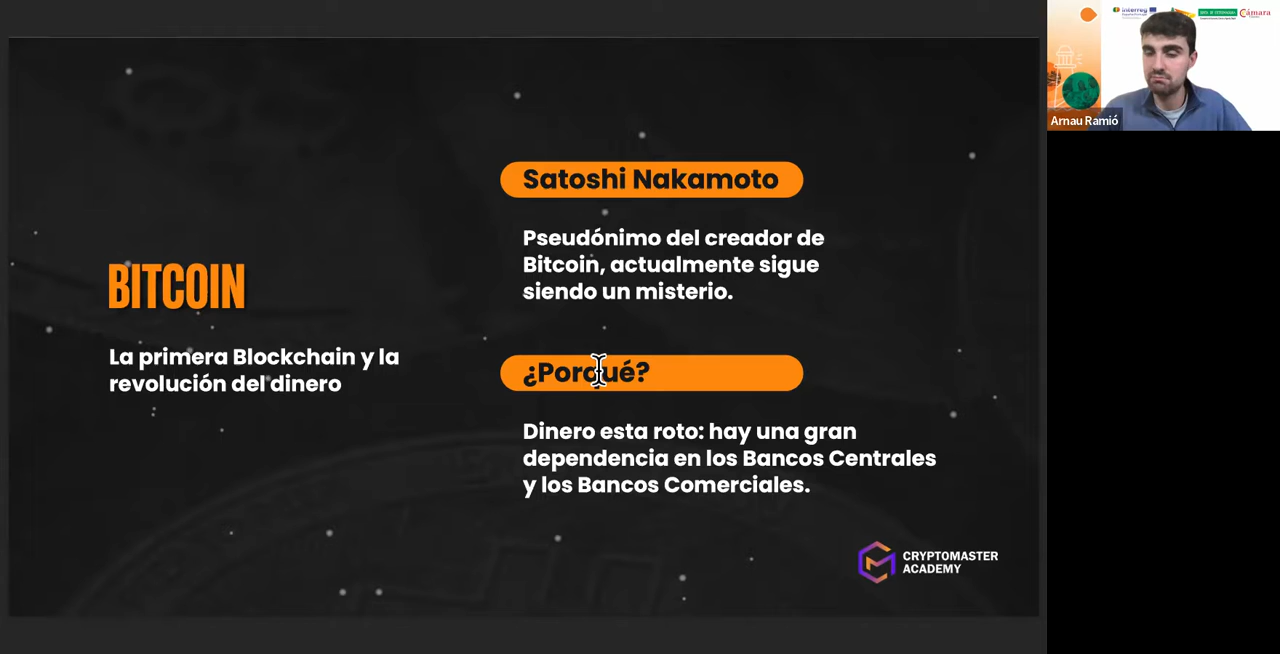 BITCOIN
La primera Blockchain y la
revolución del dinero
Satoshi Nakamoto
Pseudónimo del creador de
Bitcoin, actualmente sigue
siendo un misterio.
¿Porqué?
Dinero esta roto: hay una gran
dependencia en los Bancos Centrales
y los Bancos Comerciales.
CRYPTOMASTER
ACADEMY
interreg
Cámara
Arnau Ramió